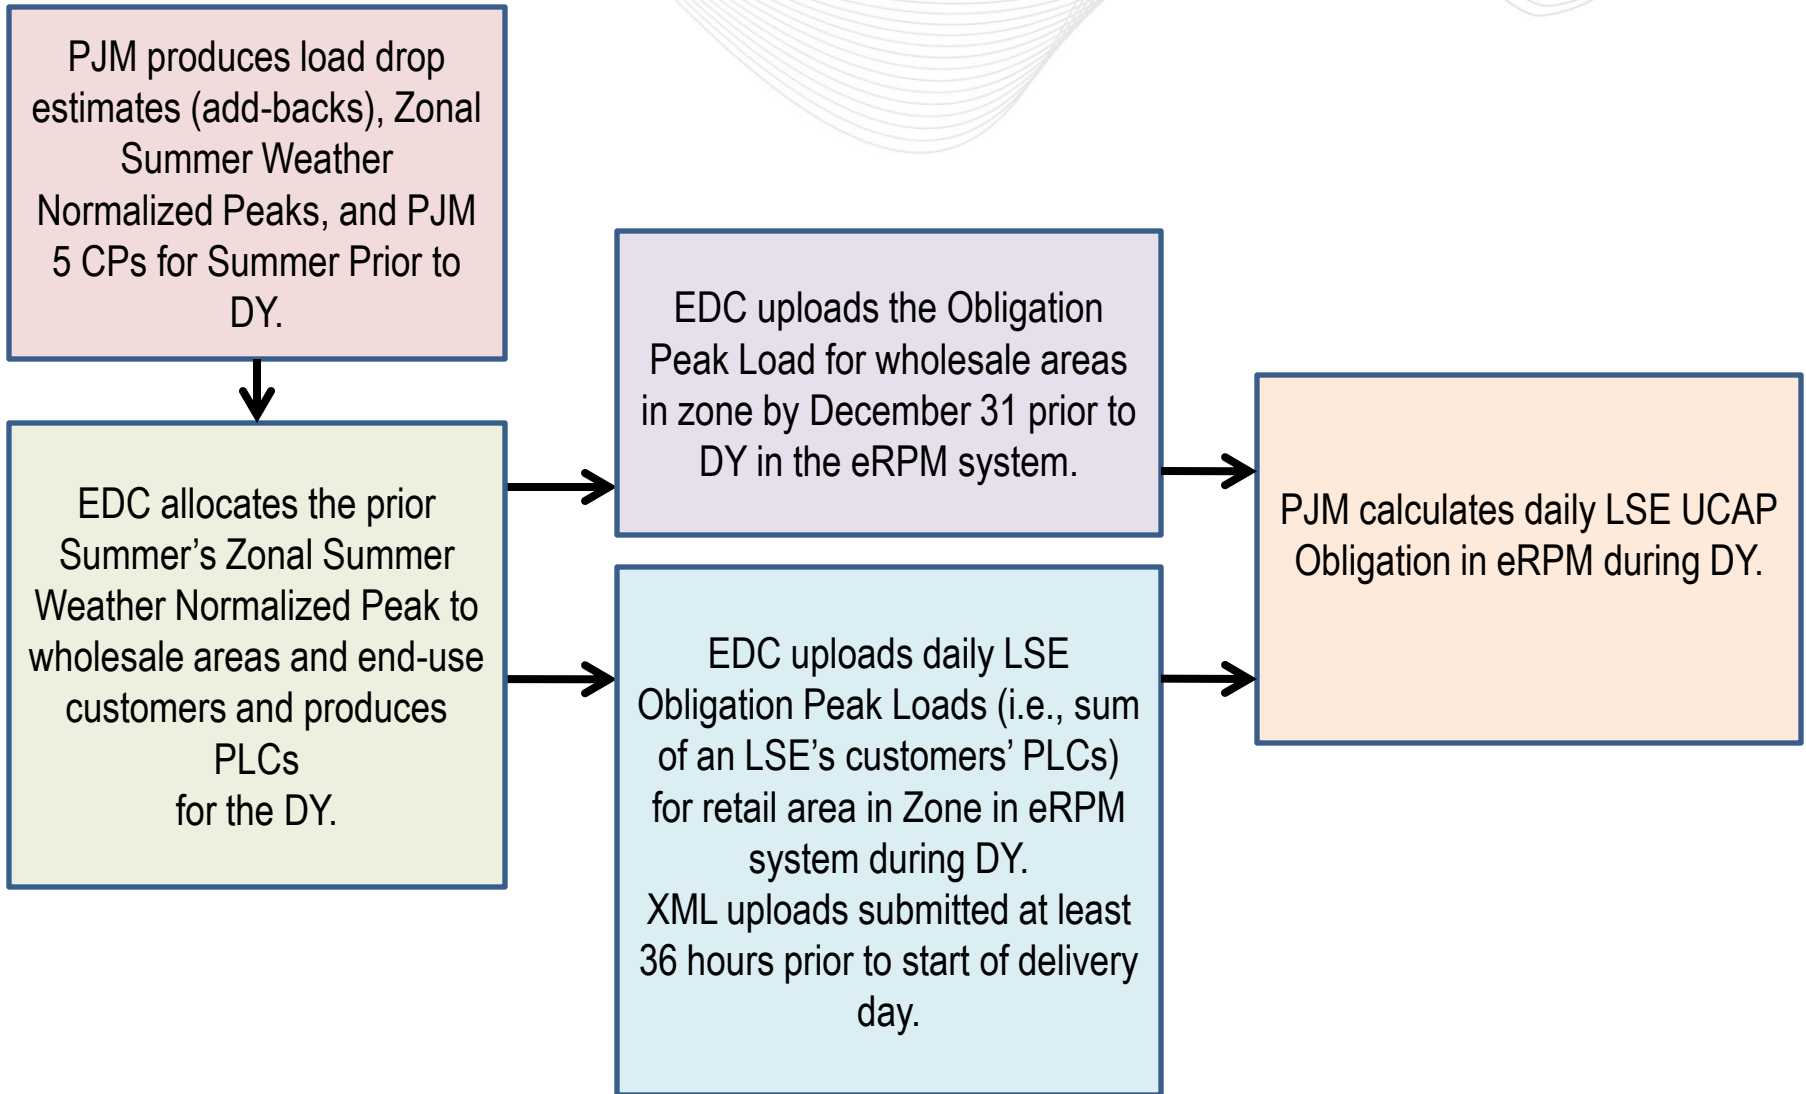 PJM produces load drop
estimates (add-backs), Zonal
Summer Weather
Normalized Peaks, and PJM
5 CPs for Summer Prior to
DY.
EDC allocates the prior
Summer’s Zonal Summer
Weather Normalized Peak to
wholesale areas and end-use
customers and produces
PLCs
for the DY.
EDC uploads the Obligation
Peak Load for wholesale areas
in zone by December 31 prior to
DY in the eRPM system.
EDC uploads daily LSE
Obligation Peak Loads (i.e., sum
of an LSE’s customers’ PLCs)
for retail area in Zone in eRPM
system during DY.
XML uploads submitted at least
36 hours prior to start of delivery
day.
PJM calculates daily LSE UCAP
Obligation in eRPM during DY.